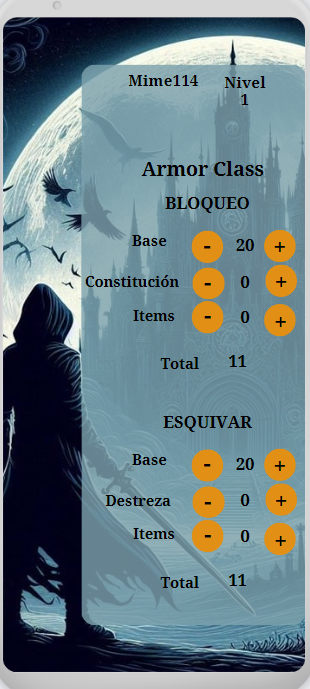 Mime114 Nivel 1
Armor Class
BLOQUEO
Base - 20 +
Constitución - 0 +
Items - 0 +
Total 11
ESQUIVAR
Base - 20 +
Destreza - 0 +
Items - 0 +
Total 11